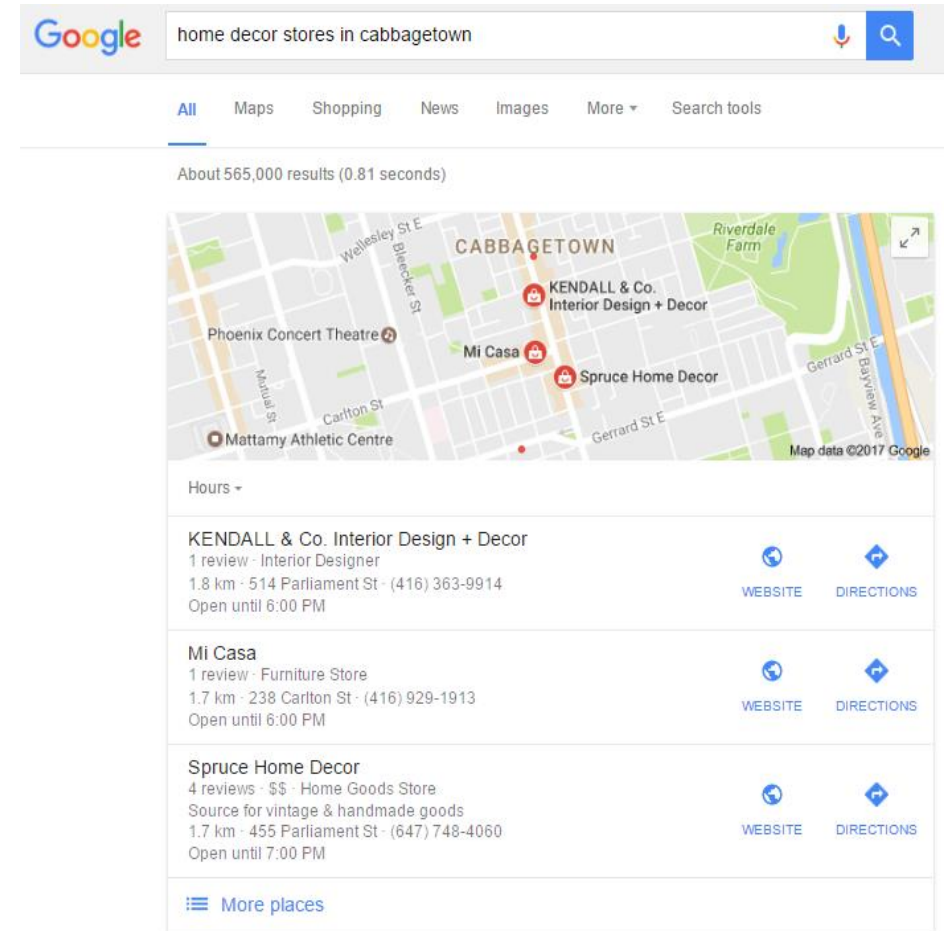 Google
home decor stores in cabbagetown
All Maps Shopping News Images More Search tools
About 565,000 results (0.81 seconds)
Wellesley St E
Bleecker St
CABBAGETOWN
Riverdale
Farm
KENDALL & Co.
Interior Design + Decor
Phoenix Concert Theatre
Mi Casa
Spruce Home Decor
Gerrard St E
Bayview Ave
Mutual St
Carlton St
Gerrard St E
Mattamy Athletic Centre
Map data ©2017 Google
Hours
KENDALL & Co. Interior Design + Decor
1 review · Interior Designer
1.8 km · 514 Parliament St · (416) 363-9914
Open until 6:00 PM
WEBSITE DIRECTIONS
Mi Casa
1 review · Furniture Store
1.7 km · 238 Carlton St · (416) 929-1913
Open until 6:00 PM
WEBSITE DIRECTIONS
Spruce Home Decor
4 reviews · $$ · Home Goods Store
Source for vintage & handmade goods
1.7 km · 455 Parliament St · (647) 748-4060
Open until 7:00 PM
WEBSITE DIRECTIONS
More places